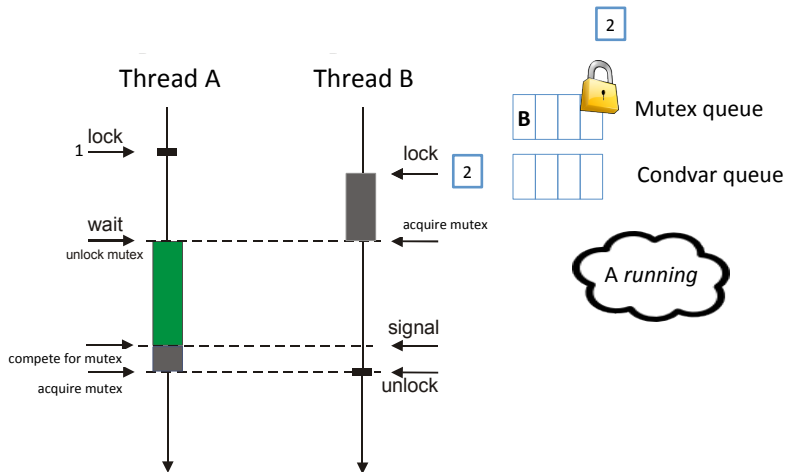 2
Thread A
Thread B
B
Mutex queue
1
lock
lock
2
Condvar queue
wait
unlock mutex
acquire mutex
A running
signal
compete for mutex
acquire mutex
unlock